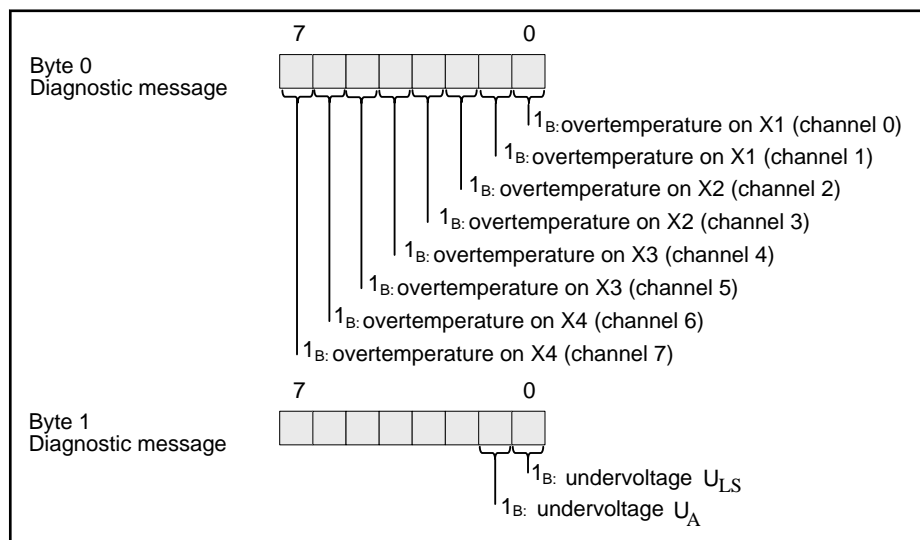 7 0
Byte 0
Diagnostic message
1B: overtemperature on X1 (channel 0)
1B: overtemperature on X1 (channel 1)
1B: overtemperature on X2 (channel 2)
1B: overtemperature on X2 (channel 3)
1B: overtemperature on X3 (channel 4)
1B: overtemperature on X3 (channel 5)
1B: overtemperature on X4 (channel 6)
1B: overtemperature on X4 (channel 7)
7 0
Byte 1
Diagnostic message
1B: undervoltage ULS
1B: undervoltage UA